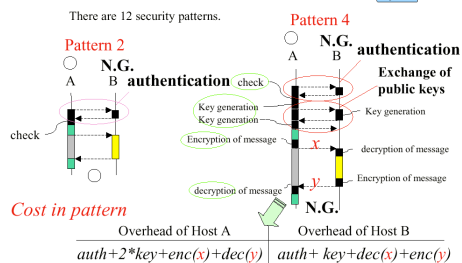 There are 12 security patterns.
Pattern 2
N.G.
A
B
authentication
check
Pattern 4
N.G.
A
B
authentication
check
Exchange of
public keys
Key generation
Key generation
Key generation
Encryption of message
x
decryption of message
y
Encryption of message
decryption of message
N.G.
Cost in pattern
Overhead of Host A
Overhead of Host B
auth+2*key+enc(x)+dec(y)
auth+ key+dec(x)+enc(y)